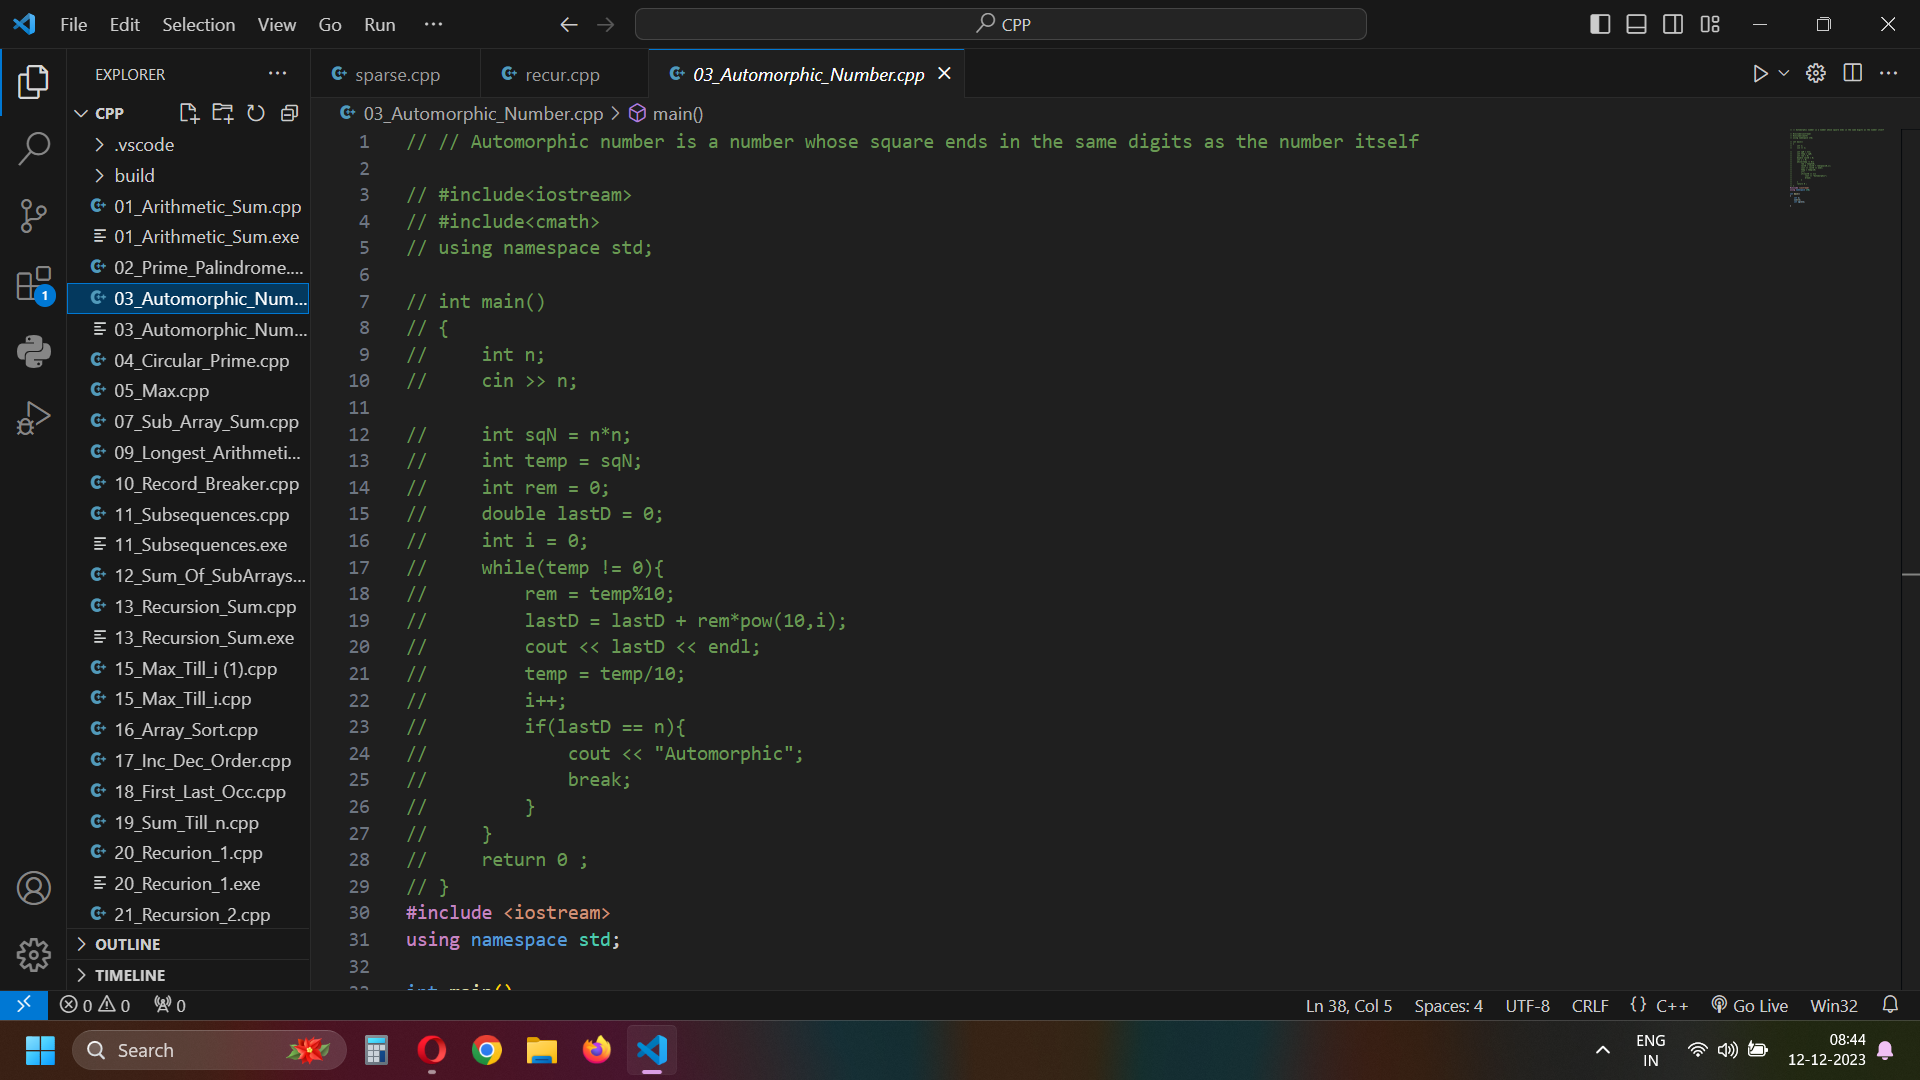 File Edit Selection View Go Run ···
CPP
EXPLORER
CPP
.vscode
build
01_Arithmetic_Sum.cpp
01_Arithmetic_Sum.exe
02_Prime_Palindrome....
03_Automorphic_Num...
03_Automorphic_Num...
04_Circular_Prime.cpp
05_Max.cpp
07_Sub_Array_Sum.cpp
09_Longest_Arithmeti...
10_Record_Breaker.cpp
11_Subsequences.cpp
11_Subsequences.exe
12_Sum_Of_SubArrays...
13_Recursion_Sum.cpp
13_Recursion_Sum.exe
15_Max_Till_i (1).cpp
15_Max_Till_i.cpp
16_Array_Sort.cpp
17_Inc_Dec_Order.cpp
18_First_Last_Occ.cpp
19_Sum_Till_n.cpp
20_Recurion_1.cpp
20_Recurion_1.exe
21_Recursion_2.cpp
OUTLINE
TIMELINE
1
sparse.cpp recur.cpp 03_Automorphic_Number.cpp
03_Automorphic_Number.cpp > main()
1 // // Automorphic number is a number whose square ends in the same digits as the number itself
2
3 // #include<iostream>
4 // #include<cmath>
5 // using namespace std;
6
7 // int main()
8 // {
9 //     int n;
10 //     cin >> n;
11
12 //     int sqN = n*n;
13 //     int temp = sqN;
14 //     int rem = 0;
15 //     double lastD = 0;
16 //     int i = 0;
17 //     while(temp != 0){
18 //         rem = temp%10;
19 //         lastD = lastD + rem*pow(10,i);
20 //         cout << lastD << endl;
21 //         temp = temp/10;
22 //         i++;
23 //         if(lastD == n){
24 //             cout << "Automorphic";
25 //             break;
26 //         }
27 //     }
28 //     return 0 ;
29 // }
30 #include <iostream>
31 using namespace std;
32
33 int main()
0 0 0
Ln 38, Col 5 Spaces: 4 UTF-8 CRLF {} C++ Go Live Win32
Search
ENG
IN
08:44
12-12-2023